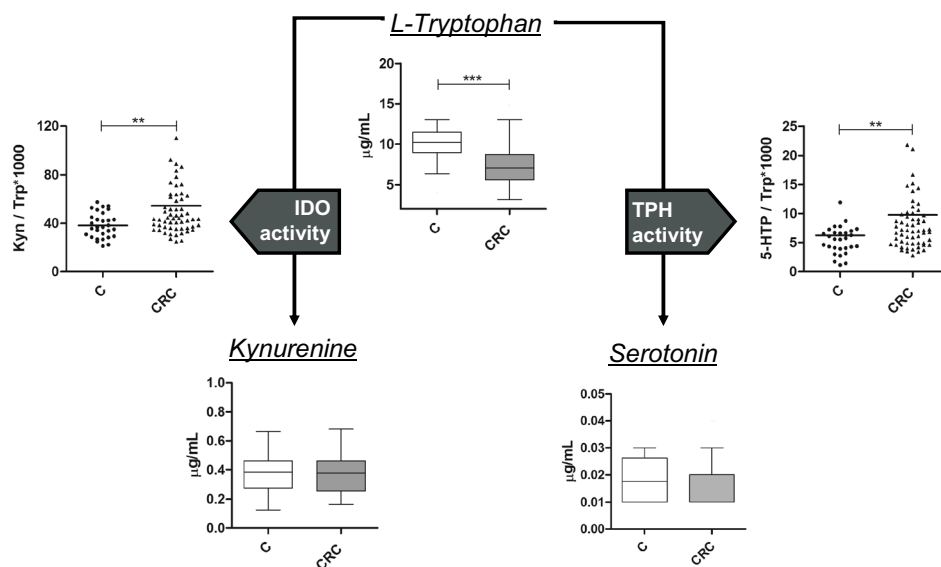 L-Tryptophan
***
20
15
10
5
µg/mL
C
CRC
**
120
80
40
0
Kyn / Trp*1000
C
CRC
IDO
activity
TPH
activity
**
25
20
15
10
5
0
5-HTP / Trp*1000
C
CRC
Kynurenine
1.0
0.8
0.6
0.4
0.2
0.0
µg/mL
C
CRC
Serotonin
0.05
0.04
0.03
0.02
0.01
0.00
µg/mL
C
CRC